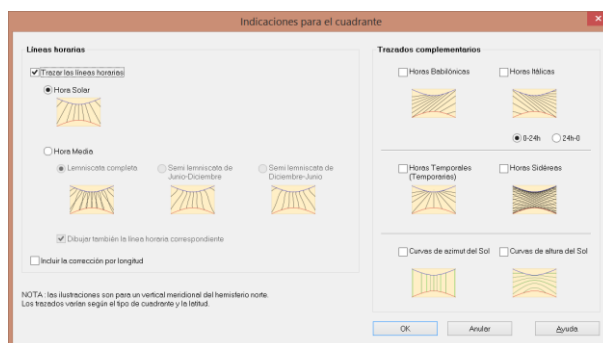 Indicaciones para el cuadrante
Líneas horarias
Trazar las líneas horarias
Hora Solar
Hora Media
Lemniscata completa
Semi lemniscata de
Junio-Diciembre
Semi lemniscata de
Diciembre-Junio
Dibujar también la línea horaria correspondiente
Incluir la corrección por longitud
NOTA : las ilustraciones son para un vertical meridional del hemisferio norte.
Los trazados varían según el tipo de cuadrante y la latitud.
Trazados complementarios
Horas Babilónicas
Horas Itálicas
0-24h
24h-0
Horas Temporales
(Temporarias)
Horas Sidéreas
Curvas de azimut del Sol
Curvas de altura del Sol
OK
Anular
Ayuda